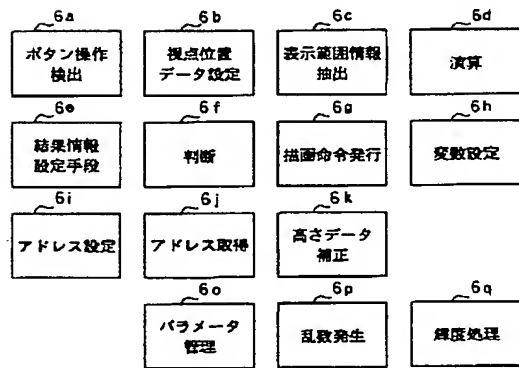 6a
6b
6c
6d
ボタン操作
検出
視点位置
データ設定
表示範囲情報
抽出
演算
6e
6f
6g
6h
結果情報
設定手段
判断
描画命令発行
変数設定
6i
6j
6k
アドレス設定
アドレス取得
高さデータ
補正
6o
6p
6q
パラメータ
管理
乱数発生
輝度処理